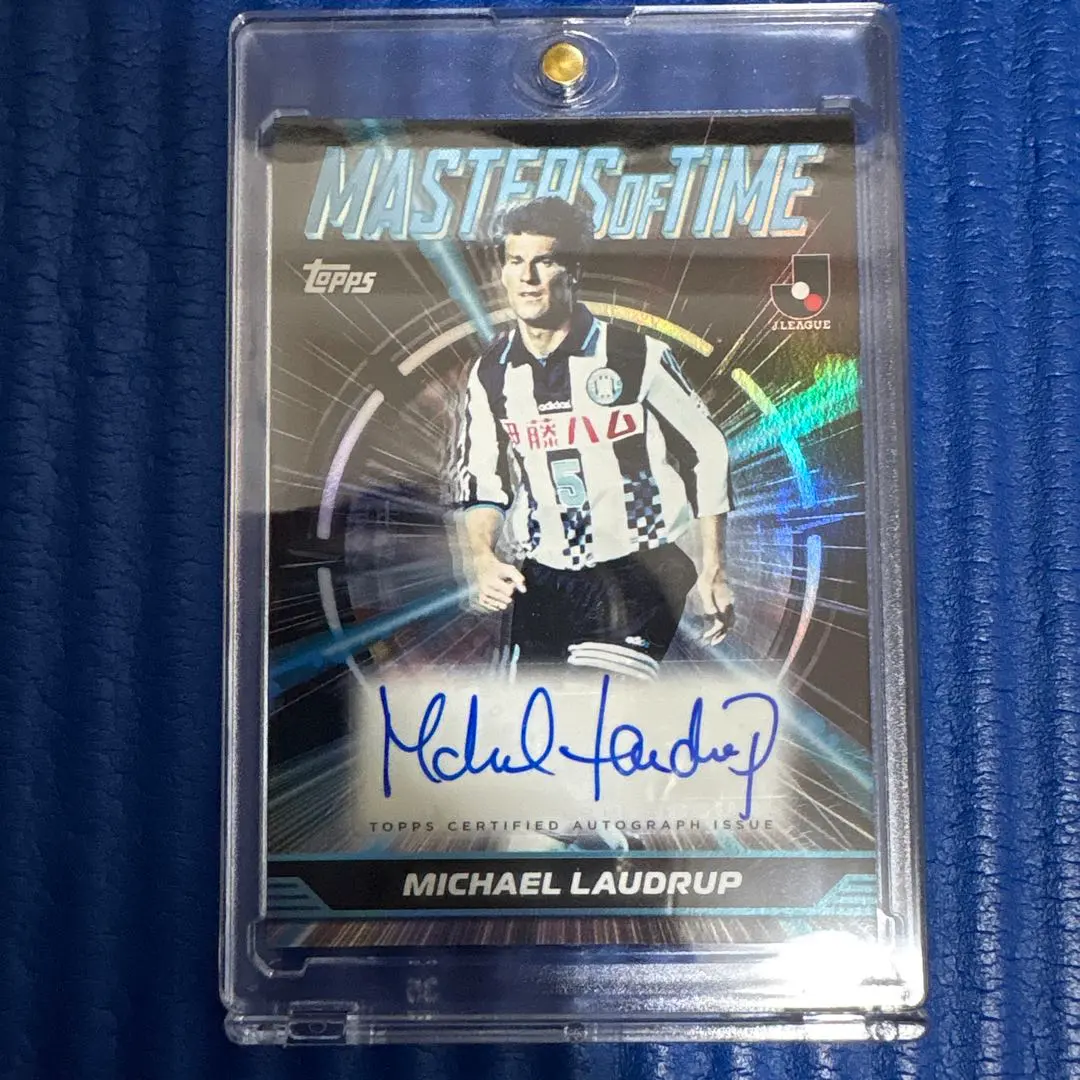 MASTERS OF TIME
TOPPS
J.LEAGUE
adidas
伊藤ハム
5
Michael Laudrup
TOPPS CERTIFIED AUTOGRAPH ISSUE
MICHAEL LAUDRUP